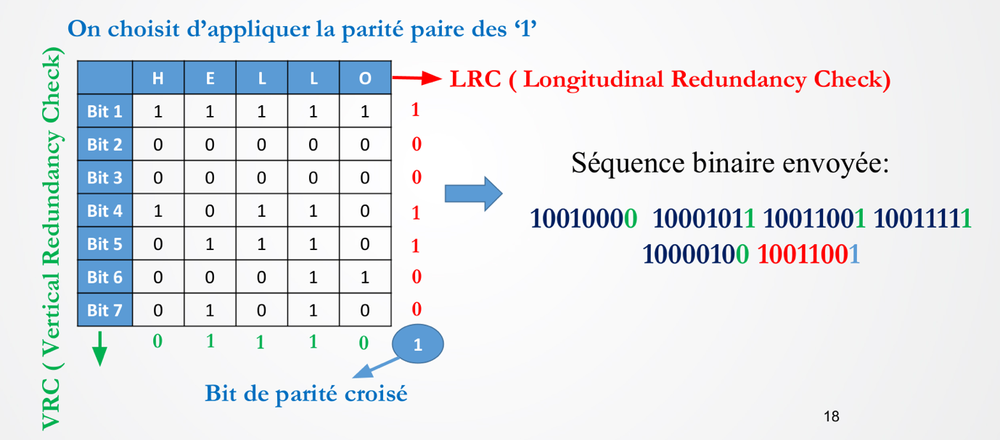 On choisit d’appliquer la parité paire des ‘1’
VRC ( Vertical Redundancy Check)
H E L L O
LRC ( Longitudinal Redundancy Check)
Bit 1 1 1 1 1 1 1
Bit 2 0 0 0 0 0 0
Bit 3 0 0 0 0 0 0
Bit 4 1 0 1 1 0 1
Bit 5 0 1 1 1 0 1
Bit 6 0 0 0 1 1 0
Bit 7 0 1 0 1 0 0
0 1 1 1 0 1
Bit de parité croisé
Séquence binaire envoyée:
10010000 10001011 10011001 10011111
10000100 10011001
18